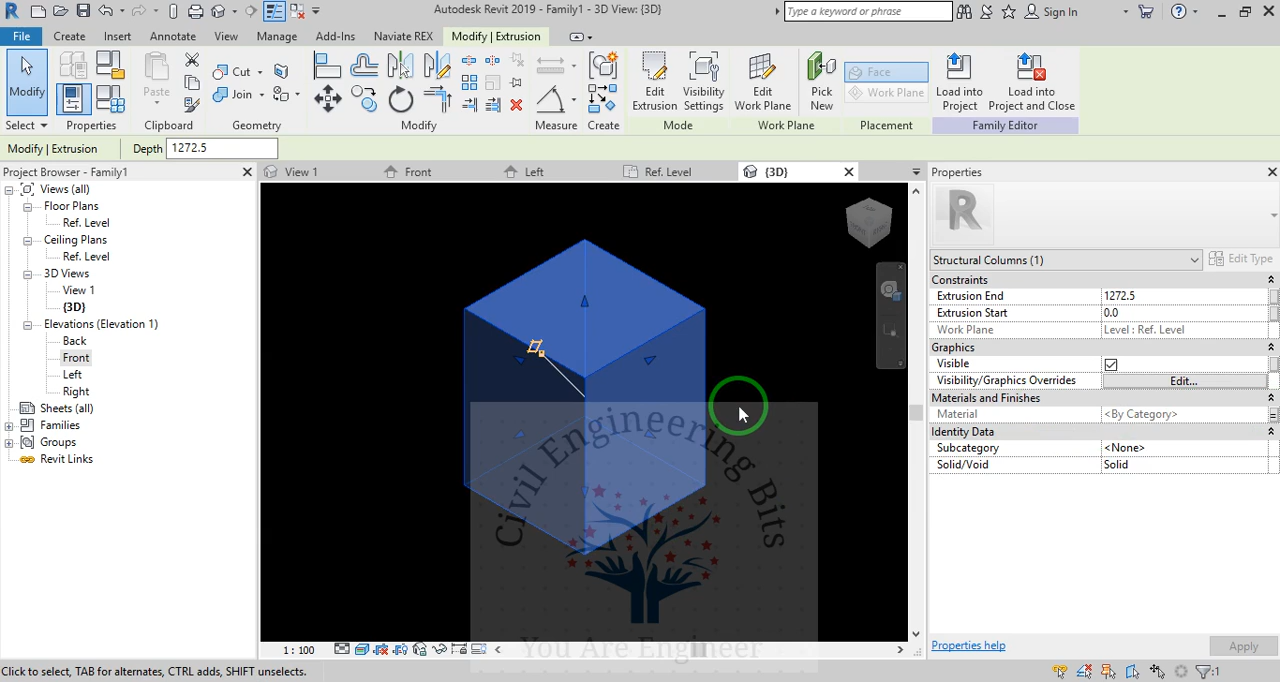 Autodesk Revit 2019 - Family1 - 3D View: {3D}
Type a keyword or phrase
Sign In
File Create Insert Annotate View Manage Add-Ins Naviate REX Modify | Extrusion
Modify
Paste
Cut
Join
Edit Extrusion
Visibility Settings
Edit Work Plane
Pick New
Face
Work Plane
Load into Project
Load into Project and Close
Select Properties Clipboard Geometry Modify Measure Create Mode Work Plane Placement Family Editor
Modify | Extrusion Depth 1272.5
Project Browser - Family1
View 1 Front Left Ref. Level {3D}
Views (all)
Floor Plans
Ref. Level
Ceiling Plans
Ref. Level
3D Views
View 1
{3D}
Elevations (Elevation 1)
Back
Front
Left
Right
Sheets (all)
Families
Groups
Revit Links
Civil Engineering Bits
You Are Engineer
Properties
R
Structural Columns (1) Edit Type
Constraints
Extrusion End 1272.5
Extrusion Start 0.0
Work Plane Level : Ref. Level
Graphics
Visible
Visibility/Graphics Overrides Edit...
Materials and Finishes
Material <By Category>
Identity Data
Subcategory <None>
Solid/Void Solid
Properties help Apply
1 : 100
Click to select, TAB for alternates, CTRL adds, SHIFT unselects.
:1